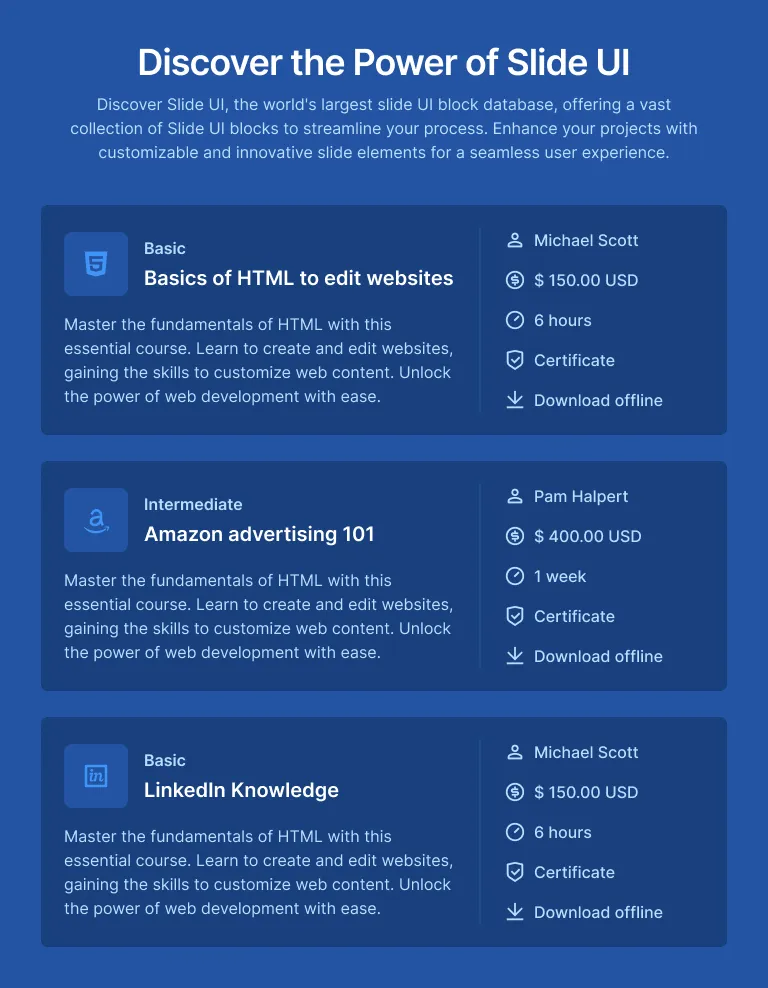 Discover the Power of Slide UI
Discover Slide UI, the world's largest slide UI block database, offering a vast
collection of Slide UI blocks to streamline your process. Enhance your projects with
customizable and innovative slide elements for a seamless user experience.
Basic
Basics of HTML to edit websites
Master the fundamentals of HTML with this
essential course. Learn to create and edit websites,
gaining the skills to customize web content. Unlock
the power of web development with ease.
Michael Scott
$ 150.00 USD
6 hours
Certificate
Download offline
Intermediate
Amazon advertising 101
Master the fundamentals of HTML with this
essential course. Learn to create and edit websites,
gaining the skills to customize web content. Unlock
the power of web development with ease.
Pam Halpert
$ 400.00 USD
1 week
Certificate
Download offline
in
Basic
LinkedIn Knowledge
Master the fundamentals of HTML with this
essential course. Learn to create and edit websites,
gaining the skills to customize web content. Unlock
the power of web development with ease.
Michael Scott
$ 150.00 USD
6 hours
Certificate
Download offline